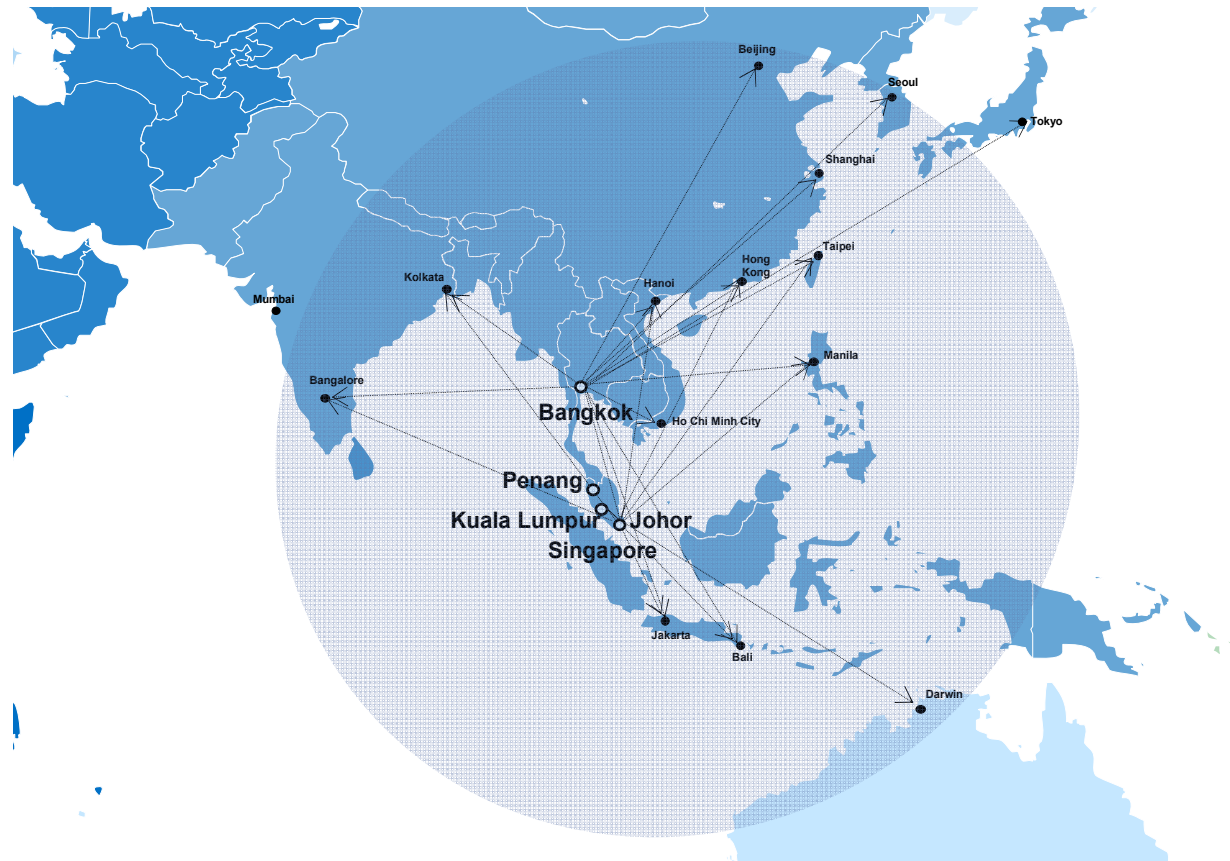 Beijing
Seoul
Tokyo
Shanghai
Taipei
Hong
Kong
Kolkata
Hanoi
Mumbai
Manila
Bangalore
Bangkok
Ho Chi Minh City
Penang
Kuala Lumpur
Johor
Singapore
Jakarta
Bali
Darwin